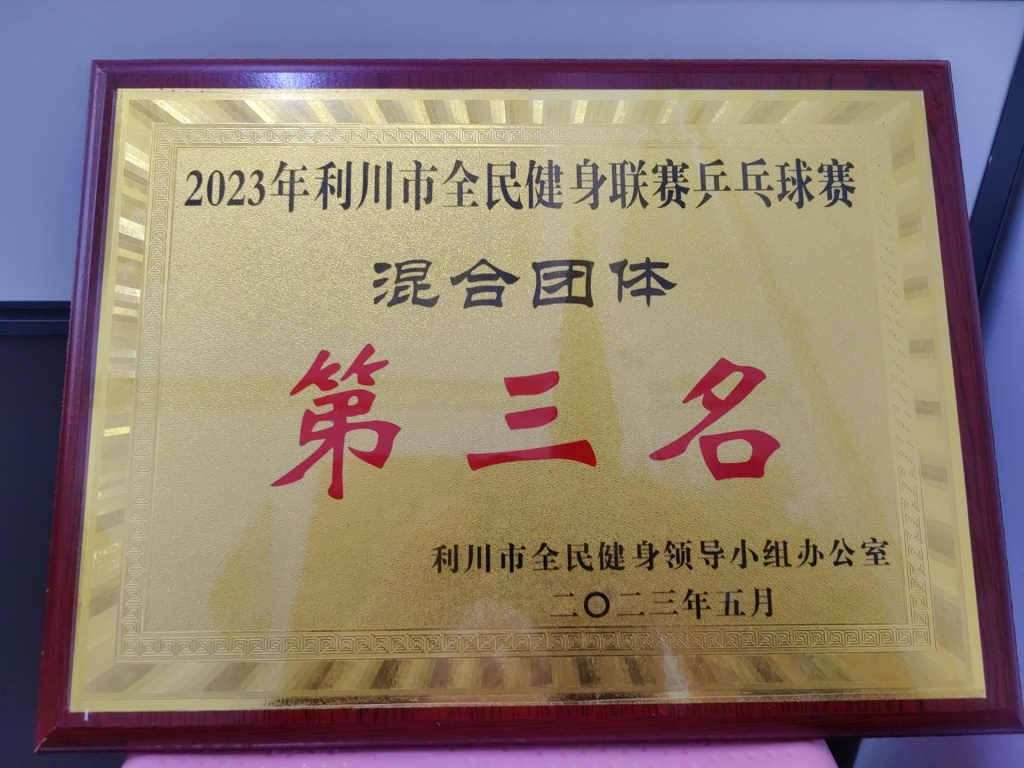 2023年利川市全民健身联赛乒乓球赛
混合团体
第三名
利川市全民健身领导小组办公室
二〇二三年五月